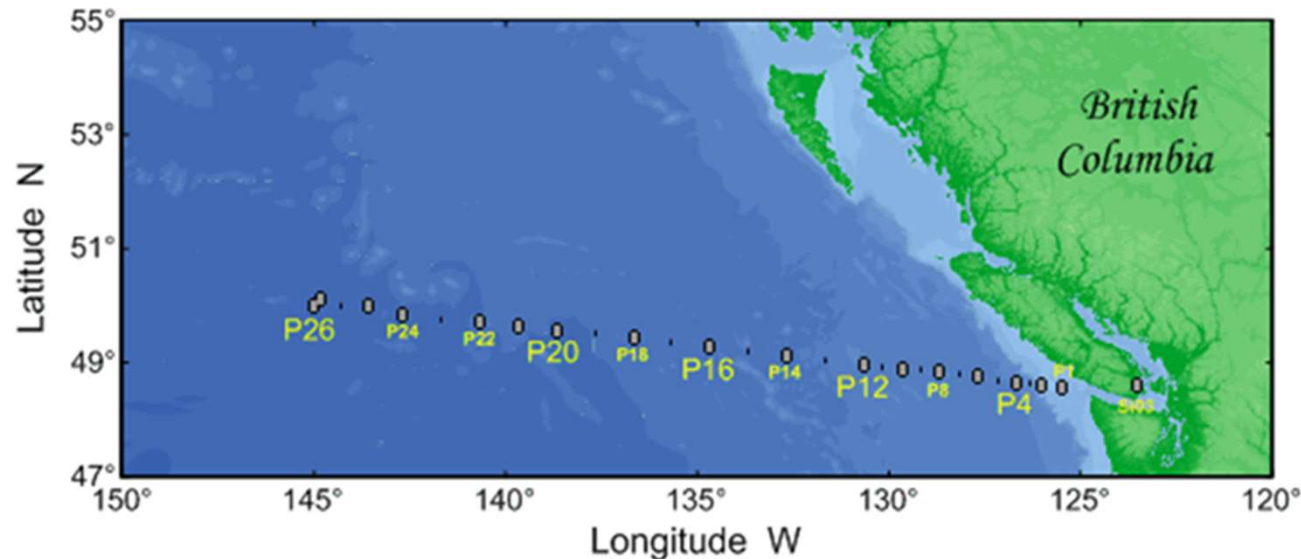 55°
53°
51°
49°
47°
Latitude N
British
Columbia
P26
P24
P22
P20
P18
P16
P14
P12
P8
P4
P1
SI03
150°
145°
140°
135°
130°
125°
120°
Longitude W